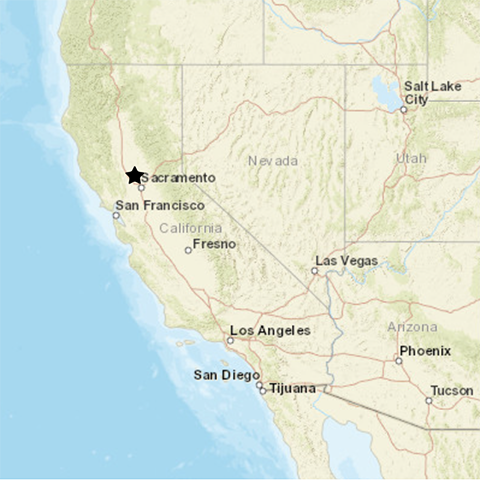 Salt Lake
City
Nevada
Utah
Sacramento
San Francisco
California
Fresno
Las Vegas
Los Angeles
Arizona
Phoenix
San Diego
Tijuana
Tucson